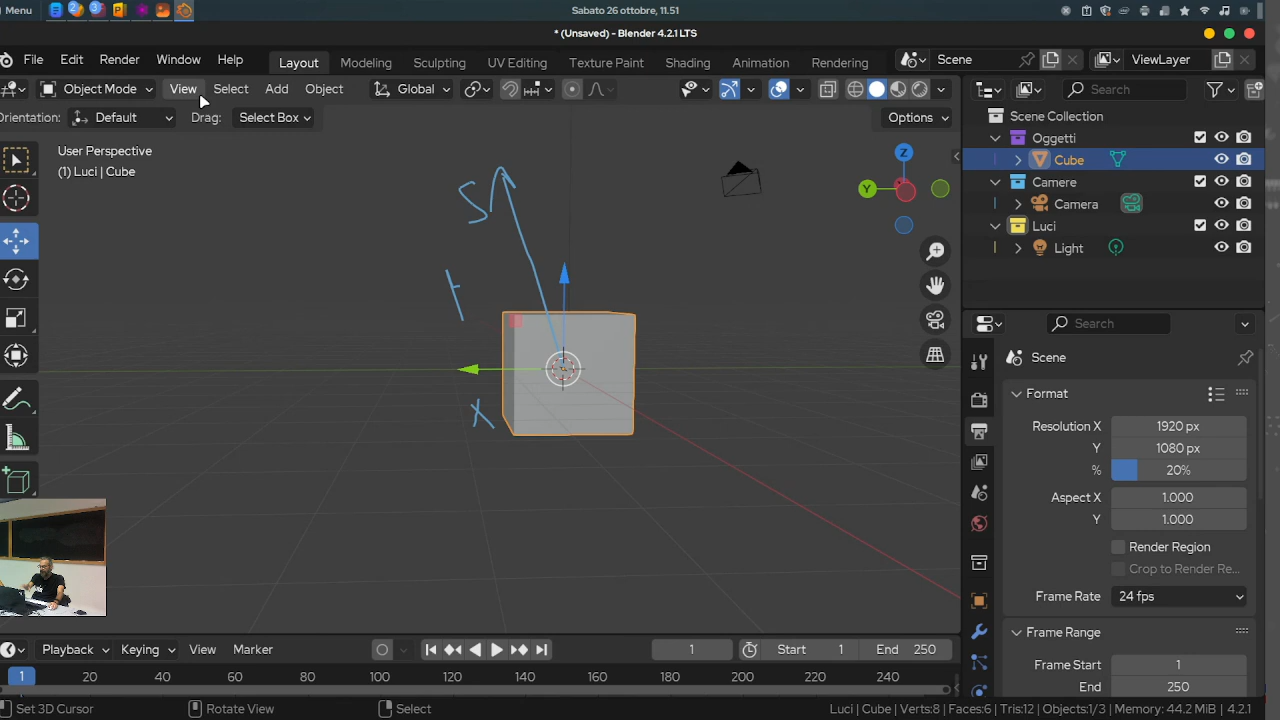 Menu
Sabato 26 ottobre, 11.51
* (Unsaved) - Blender 4.2.1 LTS
File Edit Render Window Help Layout Modeling Sculpting UV Editing Texture Paint Shading Animation Rendering Scene ViewLayer
Object Mode View Select Add Object Global Search
Orientation: Default Drag: Select Box Options
Scene Collection
Oggetti
User Perspective
(1) Luci | Cube
Cube
Camere
Camera
Luci
Light
Z
Y
Search
Scene
Format
Resolution X 1920 px
Y 1080 px
% 20%
Aspect X 1.000
Y 1.000
Render Region
Crop to Render Re...
Frame Rate 24 fps
Frame Range
Frame Start 1
End 250
X
Playback Keying View Marker 1 Start 1 End 250
1 20 40 60 80 100 120 140 160 180 200 220 240
Set 3D Cursor Rotate View Select Luci | Cube | Verts:8 | Faces:6 | Tris:12 | Objects:1/3 | Memory: 44.2 MiB | 4.2.1